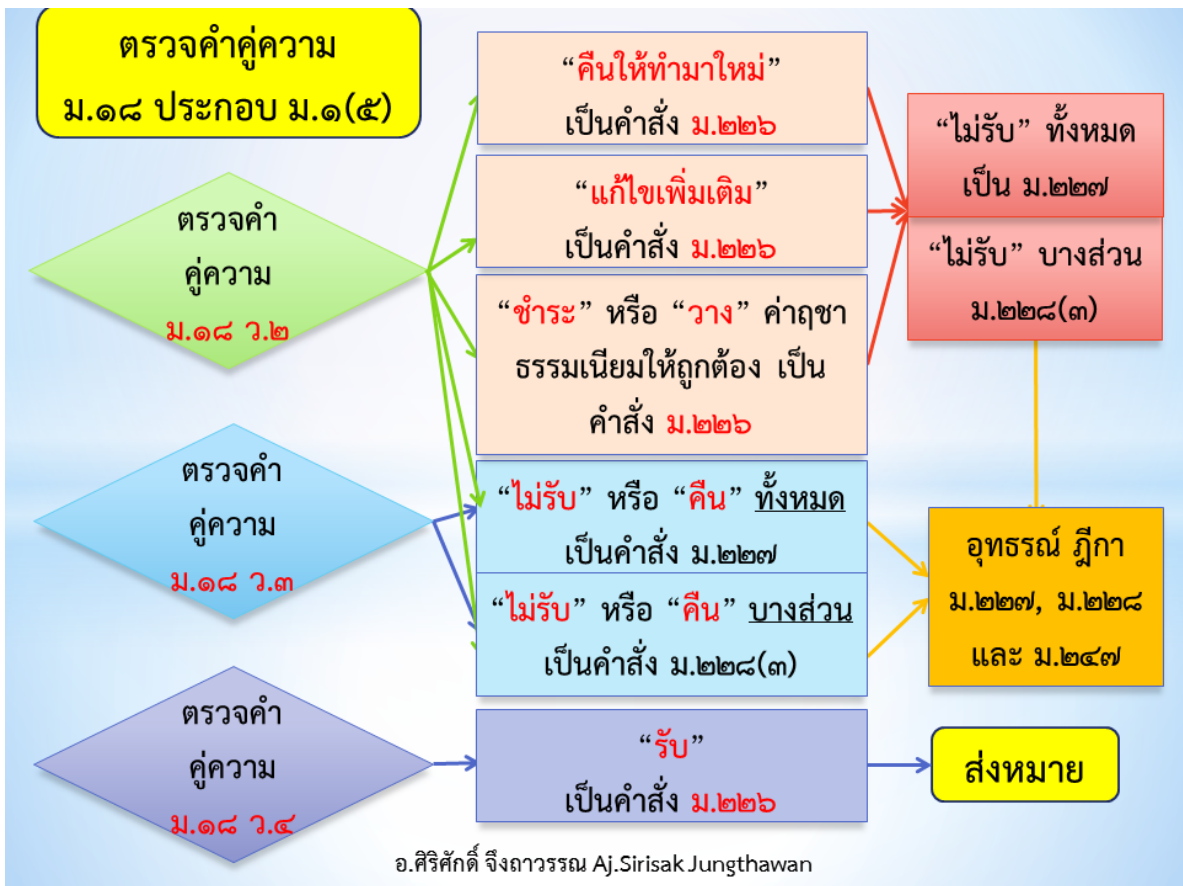 ตรวจคำคู่ความ
ม.๑๘ ประกอบ ม.๑(๕)
ตรวจคำ
คู่ความ
ม.๑๘ ว.๒
ตรวจคำ
คู่ความ
ม.๑๘ ว.๓
ตรวจคำ
คู่ความ
ม.๑๘ ว.๔
“คืนให้ทำมาใหม่”
เป็นคำสั่ง ม.๒๒๖
“แก้ไขเพิ่มเติม”
เป็นคำสั่ง ม.๒๒๖
“ชำระ” หรือ “วาง” ค่าฤชา
ธรรมเนียมให้ถูกต้อง เป็น
คำสั่ง ม.๒๒๖
“ไม่รับ” หรือ “คืน” ทั้งหมด
เป็นคำสั่ง ม.๒๒๗
“ไม่รับ” หรือ “คืน” บางส่วน
เป็นคำสั่ง ม.๒๒๘(๓)
“รับ”
เป็นคำสั่ง ม.๒๒๖
“ไม่รับ” ทั้งหมด
เป็น ม.๒๒๗
“ไม่รับ” บางส่วน
ม.๒๒๘(๓)
อุทธรณ์ ฎีกา
ม.๒๒๗, ม.๒๒๘
และ ม.๒๔๗
ส่งหมาย
อ.ศิริศักดิ์ จึงถาวรรณ Aj.Sirisak Jungthawan